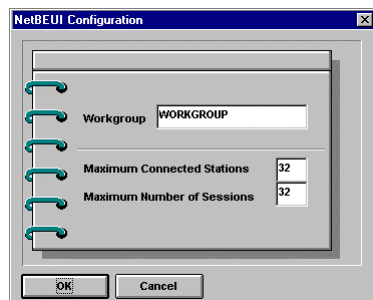 NetBEUI Configuration
Workgroup WORKGROUP
Maximum Connected Stations 32
Maximum Number of Sessions 32
OK Cancel